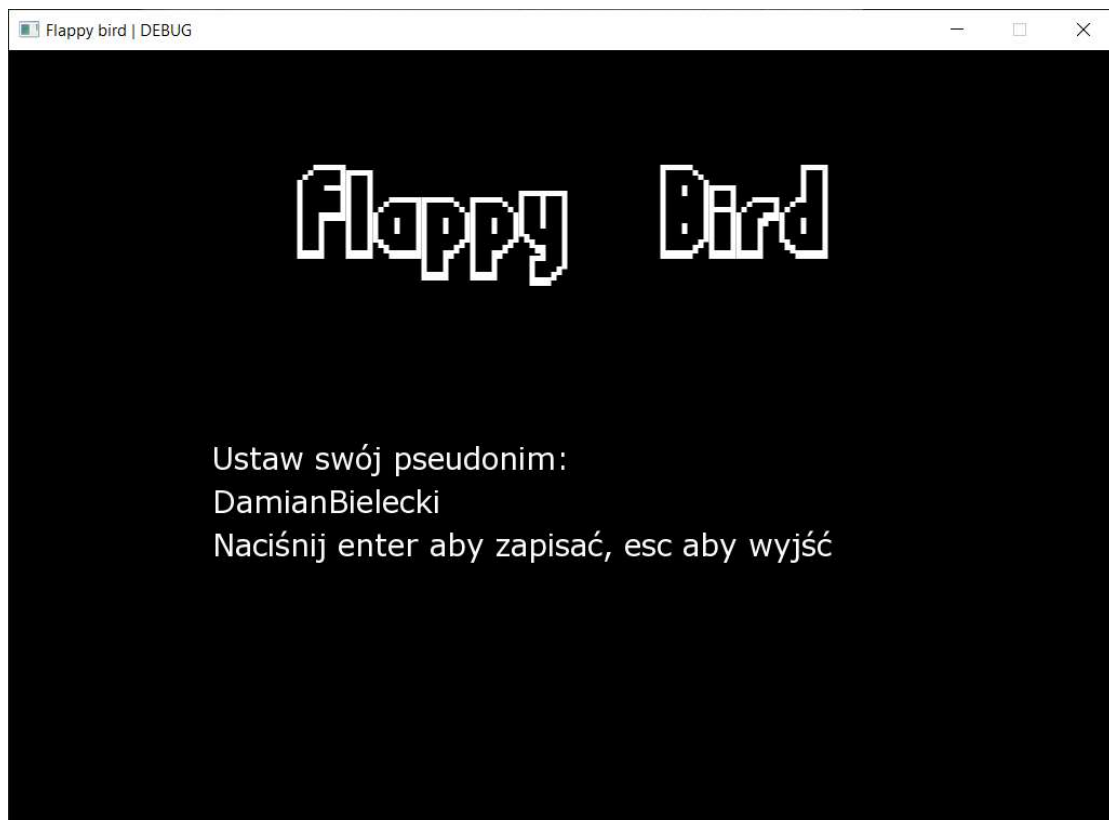 Flappy bird | DEBUG
Flappy Bird
Ustaw swój pseudonim:
DamianBielecki
Naciśnij enter aby zapisać, esc aby wyjść